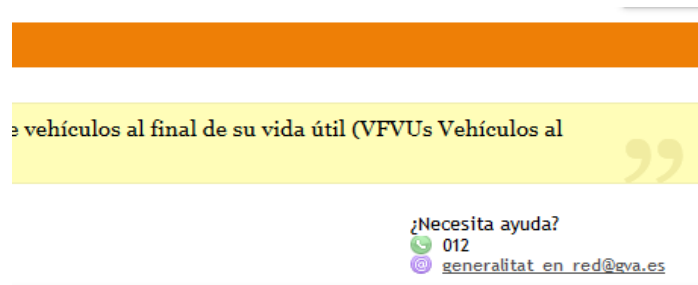 vehículos al final de su vida útil (VFVUs Vehículos al
”
¿Necesita ayuda?
012
@ generalitat_en_red@gva.es